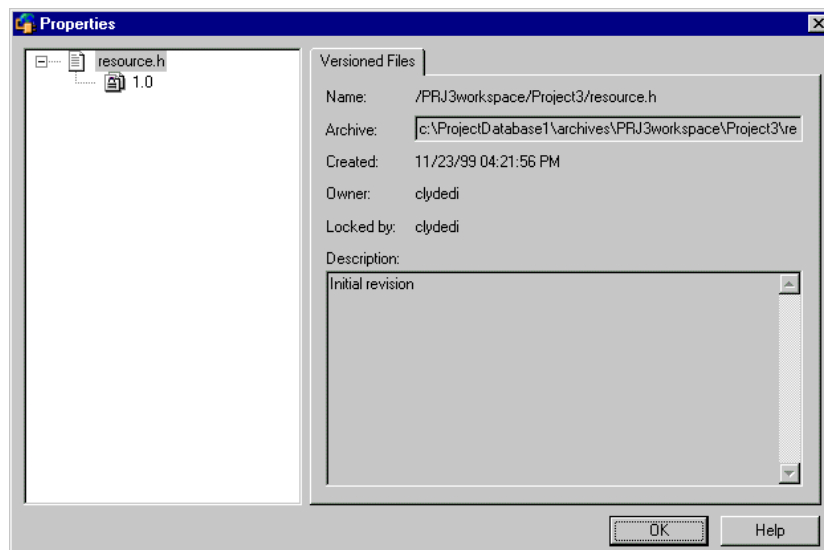 Properties
resource.h
1.0
Versioned Files
Name: /PRJ3workspace/Project3/resource.h
Archive: c:\ProjectDatabase1\archives\PRJ3workspace\Project3\re
Created: 11/23/99 04:21:56 PM
Owner: clydedi
Locked by: clydedi
Description:
Initial revision
OK Help